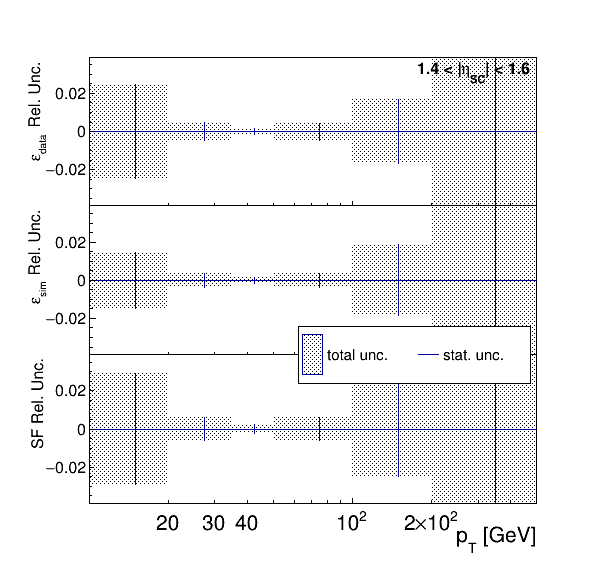 1.4 < |η_SC| < 1.6
ε_data Rel. Unc.
0.02
0
−0.02
ε_sim Rel. Unc.
0.02
0
−0.02
total unc. stat. unc.
SF Rel. Unc.
0.02
0
−0.02
20 30 40 10² 2×10²
p_T [GeV]